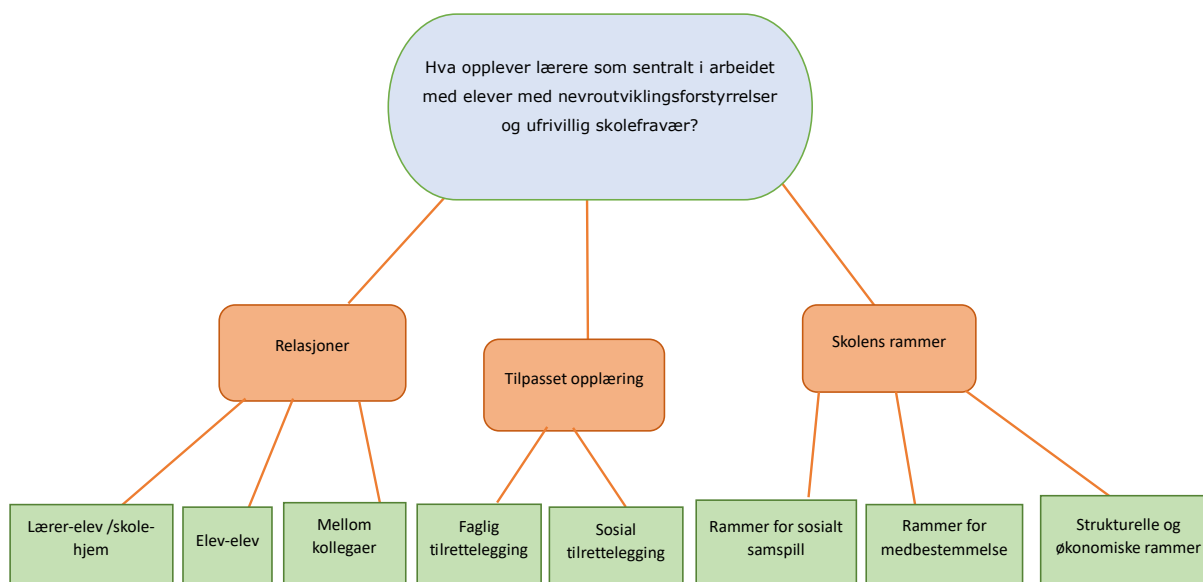 Hva opplever lærere som sentralt i arbeidet
med elever med nevroutviklingsforstyrrelser
og ufrivillig skolefravær?
Relasjoner
Tilpasset opplæring
Skolens rammer
Lærer-elev /skole-
hjem
Elev-elev
Mellom
kollegaer
Faglig
tilrettelegging
Sosial
tilrettelegging
Rammer for sosialt
samspill
Rammer for
medbestemmelse
Strukturelle og
økonomiske rammer